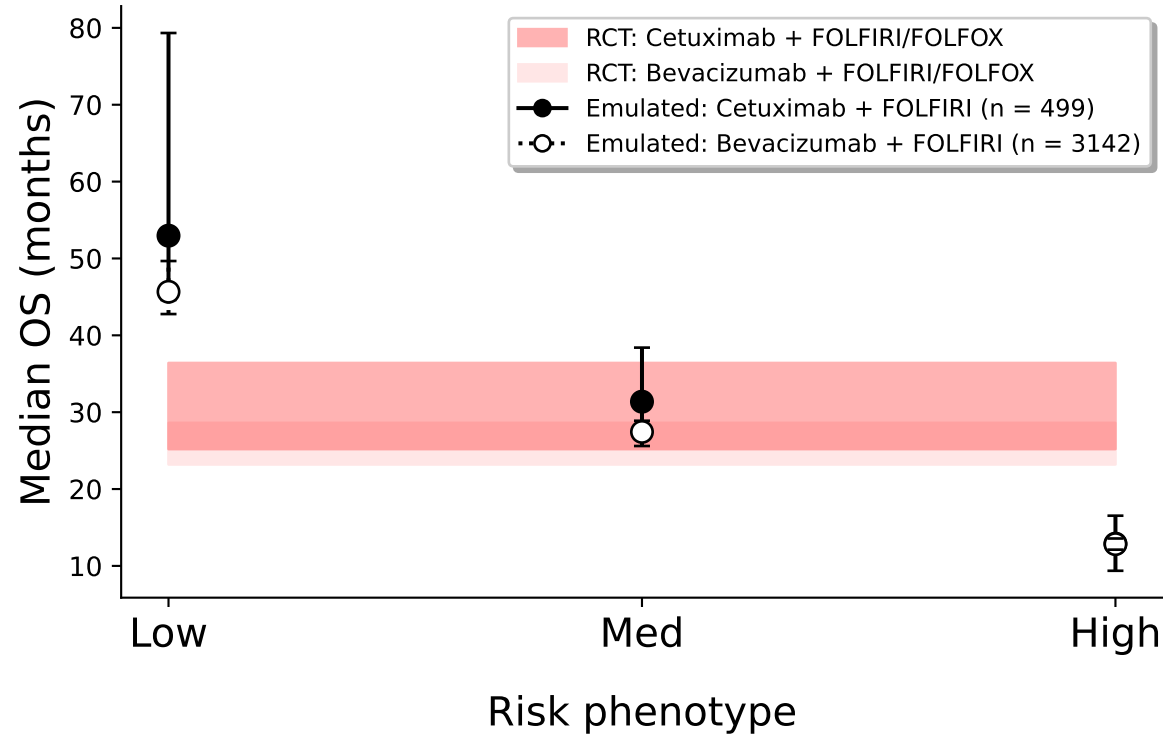 80
70
60
50
40
30
20
10
Median OS (months)
RCT: Cetuximab + FOLFIRI/FOLFOX
RCT: Bevacizumab + FOLFIRI/FOLFOX
Emulated: Cetuximab + FOLFIRI (n = 499)
Emulated: Bevacizumab + FOLFIRI (n = 3142)
Low
Med
High
Risk phenotype